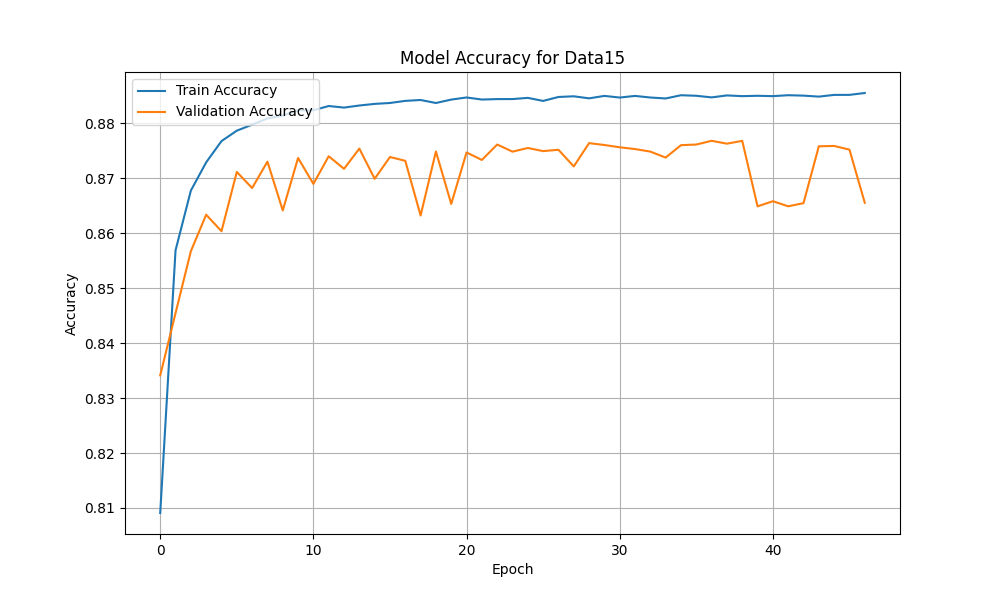 Model Accuracy for Data15
Train Accuracy
Validation Accuracy
Accuracy
0.88
0.87
0.86
0.85
0.84
0.83
0.82
0.81
0 10 20 30 40
Epoch